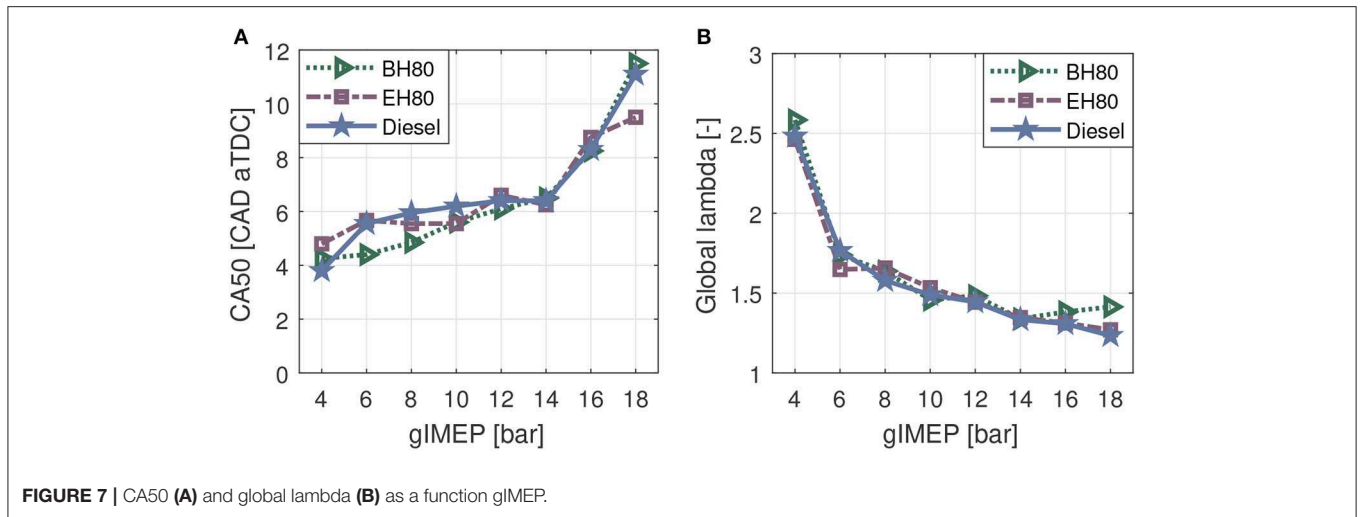 A
CA50 [CAD aTDC]
12
10
8
6
4
2
0
BH80
EH80
Diesel
4 6 8 10 12 14 16 18
gIMEP [bar]
B
Global lambda [-]
3
2.5
2
1.5
1
BH80
EH80
Diesel
4 6 8 10 12 14 16 18
gIMEP [bar]
FIGURE 7 | CA50 (A) and global lambda (B) as a function gIMEP.